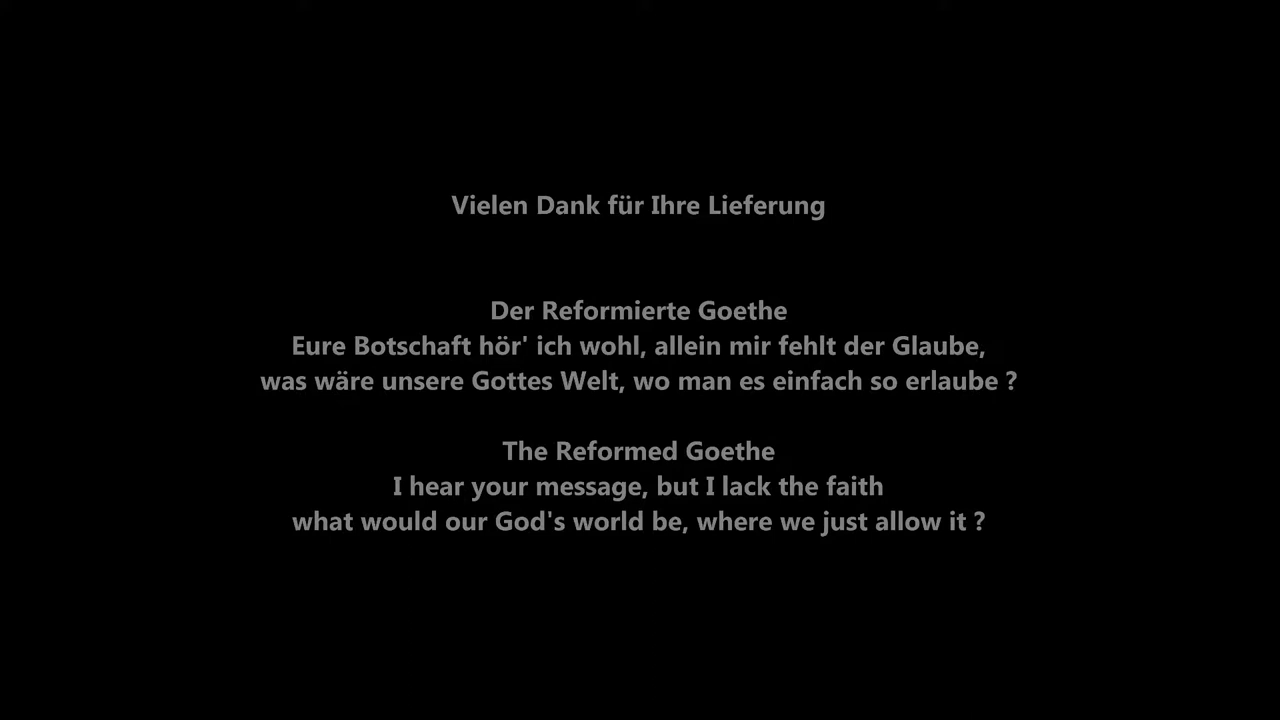 Vielen Dank für Ihre Lieferung
Der Reformierte Goethe
Eure Botschaft hör' ich wohl, allein mir fehlt der Glaube,
was wäre unsere Gottes Welt, wo man es einfach so erlaube ?
The Reformed Goethe
I hear your message, but I lack the faith
what would our God's world be, where we just allow it ?